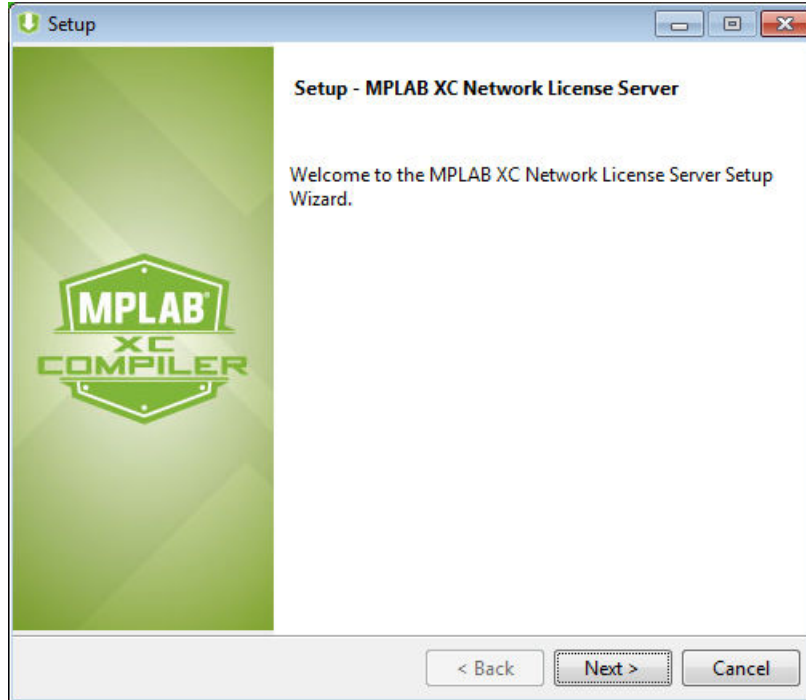 Setup
Setup - MPLAB XC Network License Server
Welcome to the MPLAB XC Network License Server Setup
Wizard.
MPLAB®
XC
COMPILER
< Back
Next >
Cancel